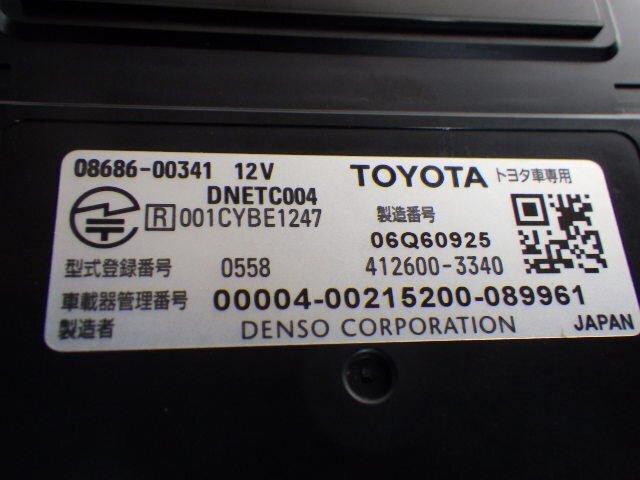 08686-00341 12V TOYOTA トヨタ車専用
DNETC004
R 001CYBE1247 製造番号
06Q60925
型式登録番号 0558 412600-3340
車載器管理番号 00004-00215200-089961
製造者 DENSO CORPORATION JAPAN